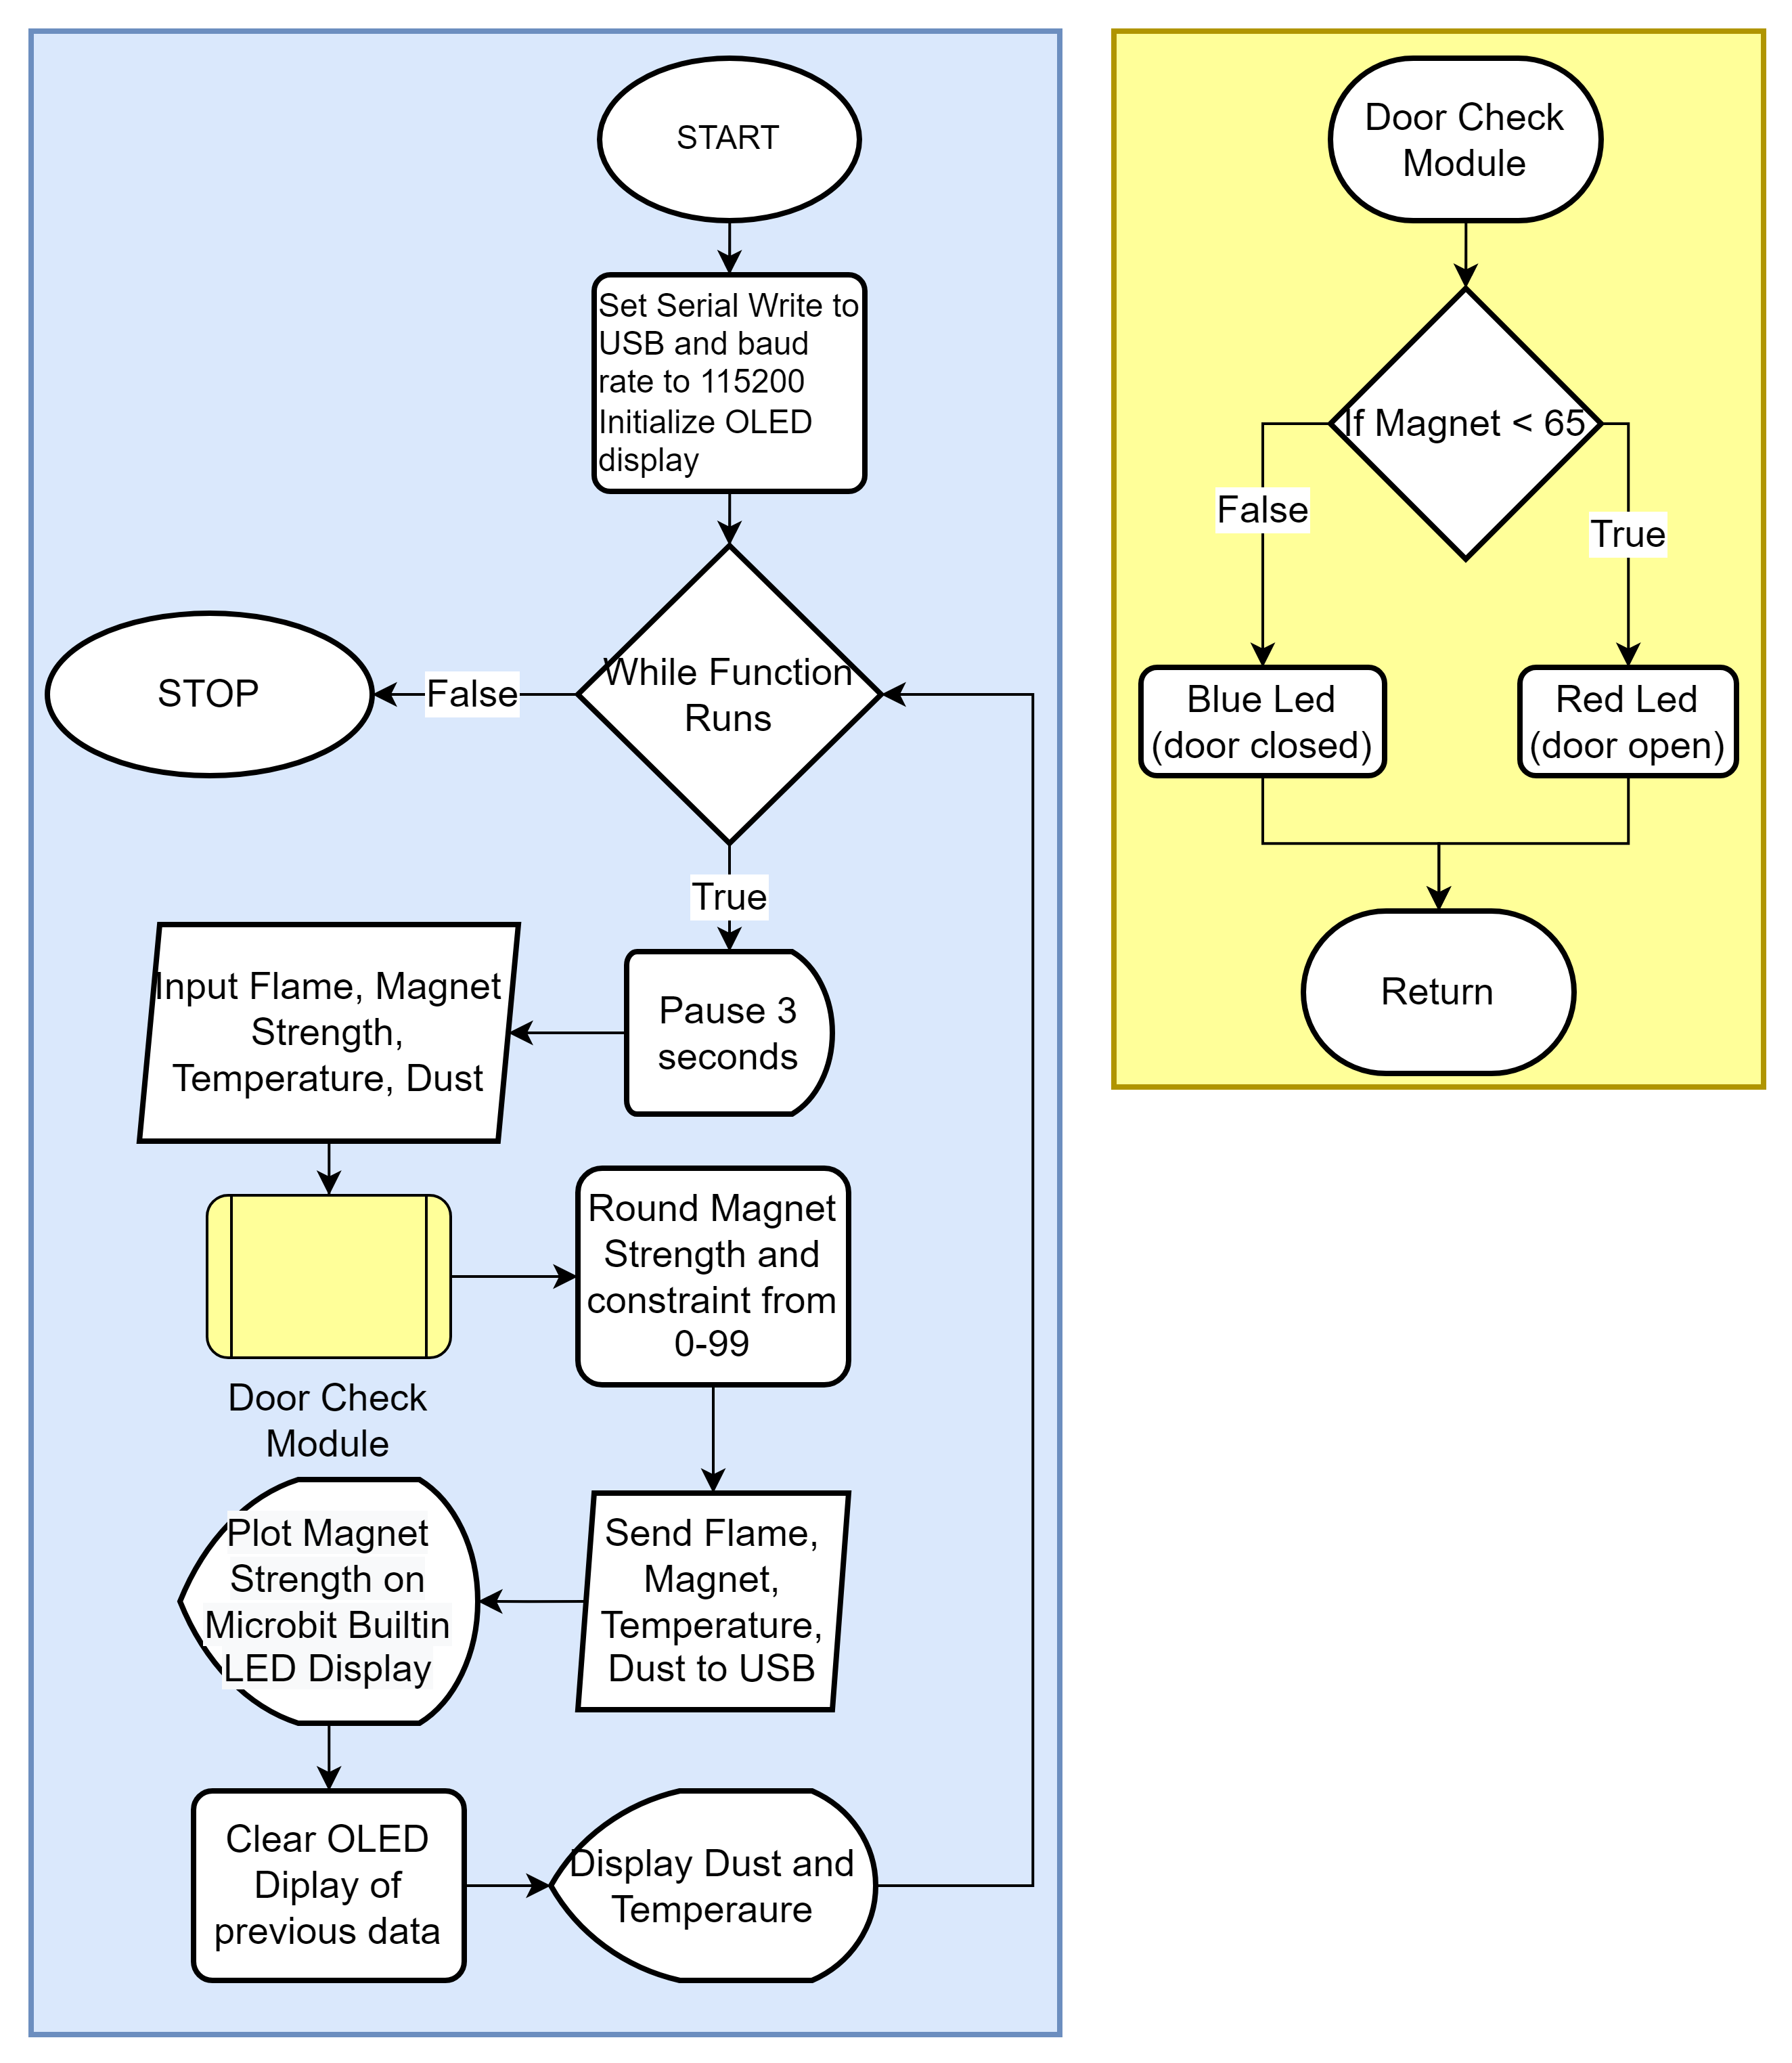 START
Set Serial Write to
USB and baud
rate to 115200
Initialize OLED
display
While Function
Runs
False
STOP
True
Pause 3
seconds
Input Flame, Magnet
Strength,
Temperature, Dust
Door Check
Module
Round Magnet
Strength and
constraint from
0-99
Send Flame,
Magnet,
Temperature,
Dust to USB
Plot Magnet
Strength on
Microbit Builtin
LED Display
Clear OLED
Diplay of
previous data
Display Dust and
Temperaure
Door Check
Module
If Magnet < 65
False
True
Blue Led
(door closed)
Red Led
(door open)
Return